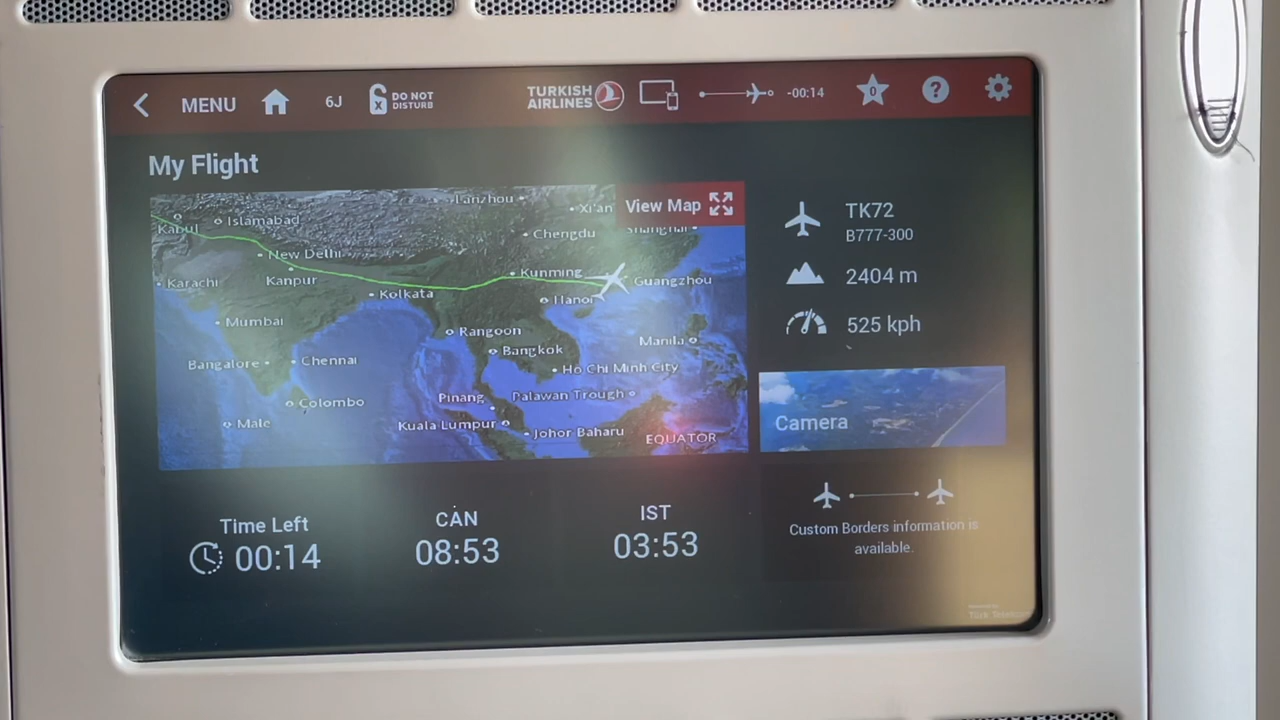 MENU
6J
DO NOT
DISTURB
TURKISH
AIRLINES
-00:14
0
?
My Flight
View Map
Lanzhou
Xi'an
Kabul
Islamabad
Chengdu
Shanghai
New Delhi
Karachi
Kanpur
Kunming
Guangzhou
Kolkata
Hanoi
Mumbai
Rangoon
Manila
Bangalore
Chennai
Bangkok
Ho Chi Minh City
Colombo
Pinang
Palawan Trough
Male
Kuala Lumpur
Johor Baharu
EQUATOR
TK72
B777-300
2404 m
525 kph
Camera
Time Left
00:14
CAN
08:53
IST
03:53
Custom Borders information is
available.